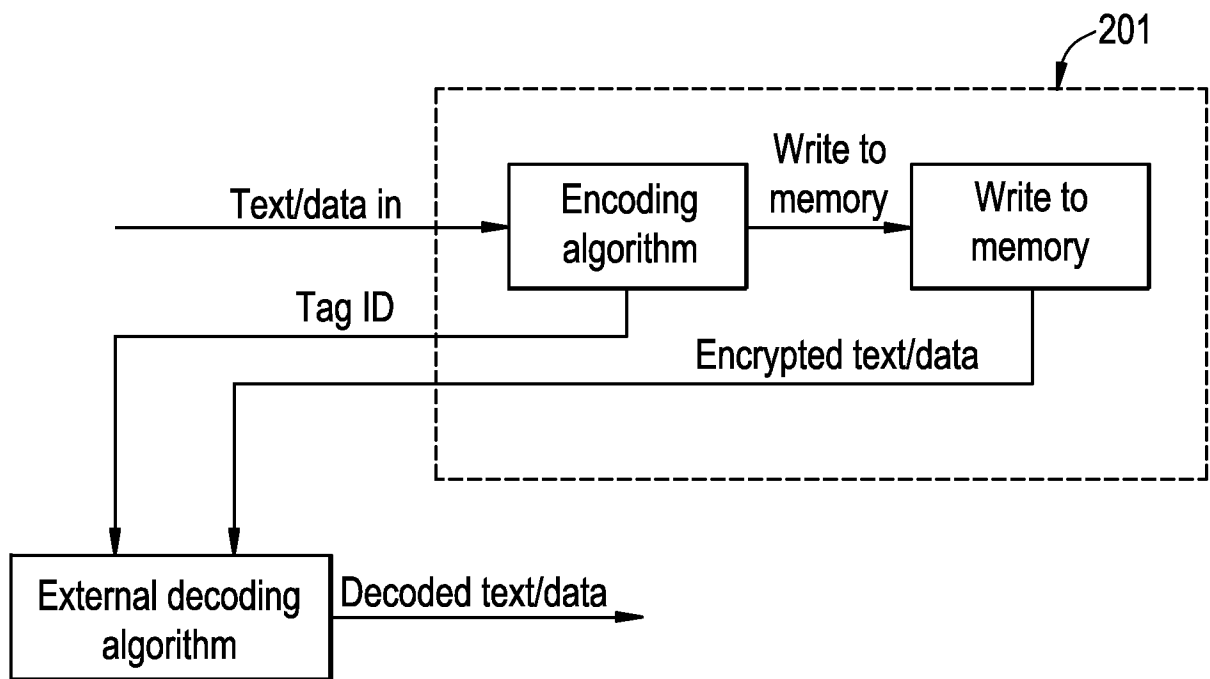 201
Write to
memory
Text/data in
Encoding
algorithm
Write to
memory
Tag ID
Encrypted text/data
External decoding
algorithm
Decoded text/data